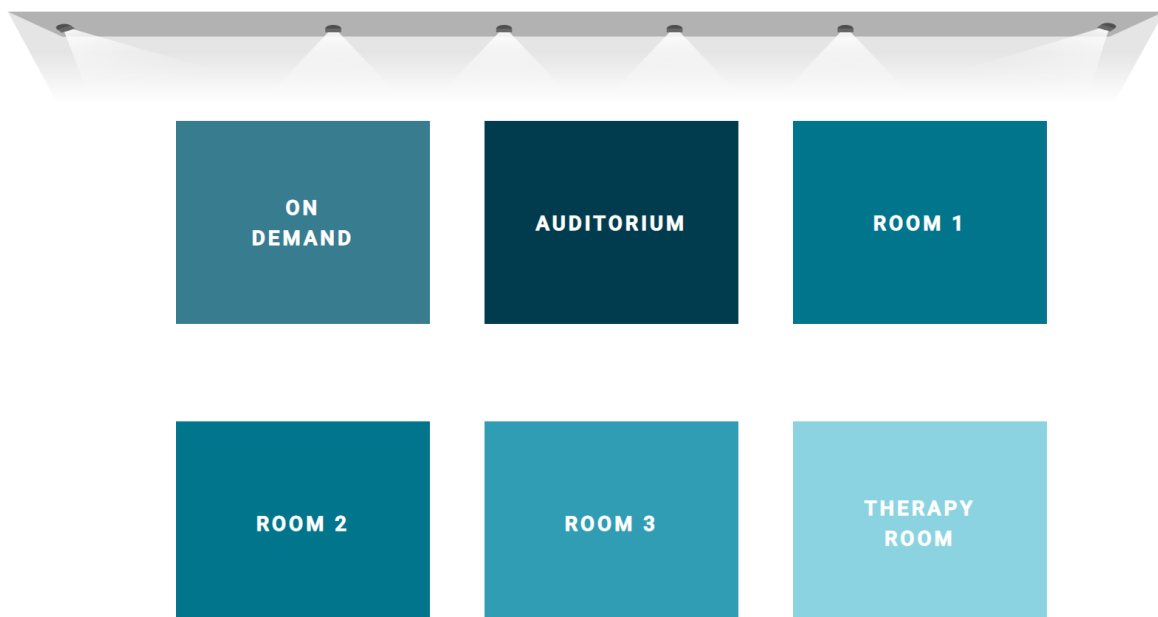 ON
DEMAND
AUDITORIUM
ROOM 1
ROOM 2
ROOM 3
THERAPY
ROOM